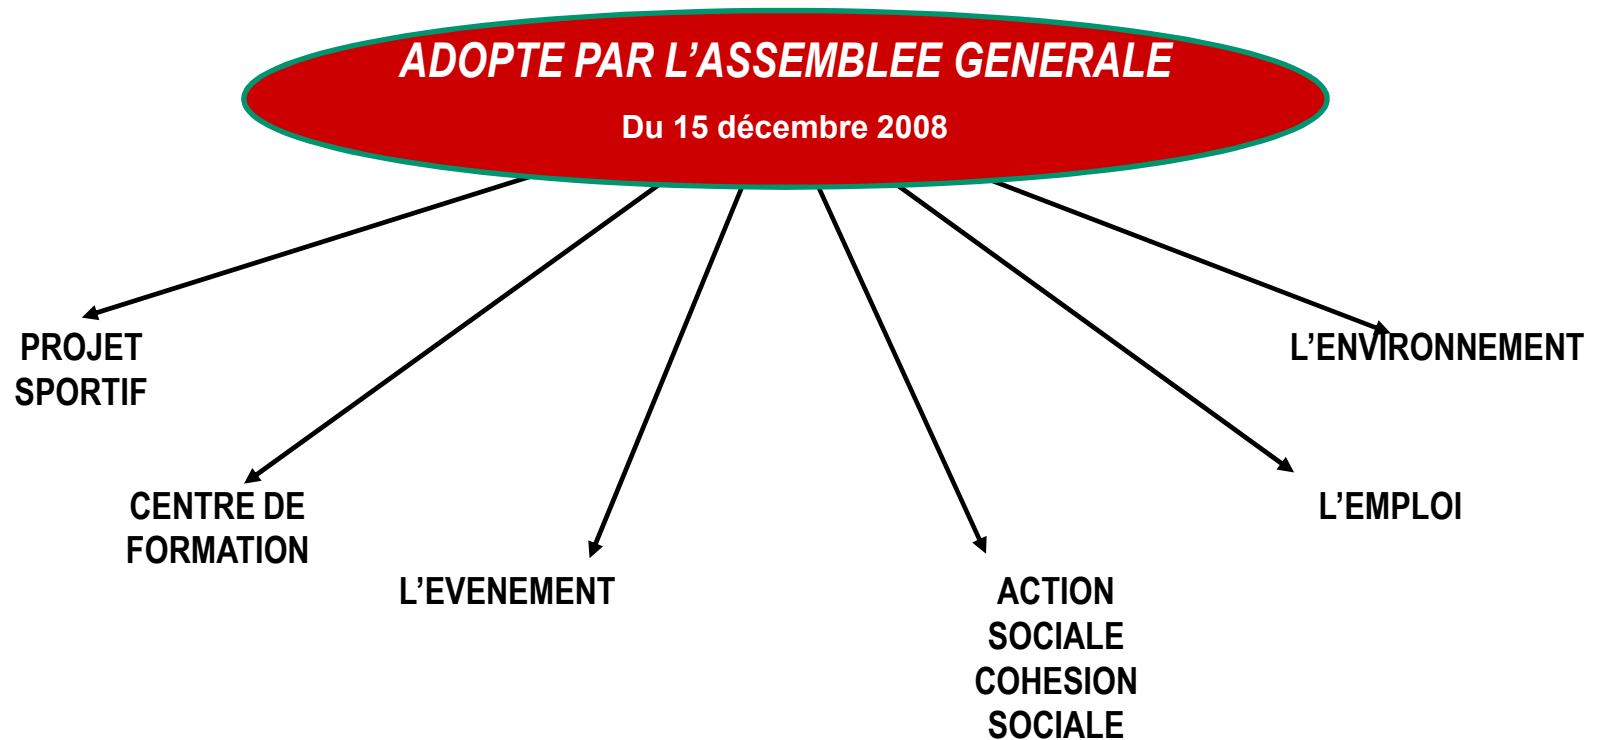 ADOPTE PAR L’ASSEMBLEE GENERALE
Du 15 décembre 2008
PROJET
SPORTIF
L’ENVIRONNEMENT
CENTRE DE
FORMATION
L’EMPLOI
L’EVENEMENT
ACTION
SOCIALE
COHESION
SOCIALE